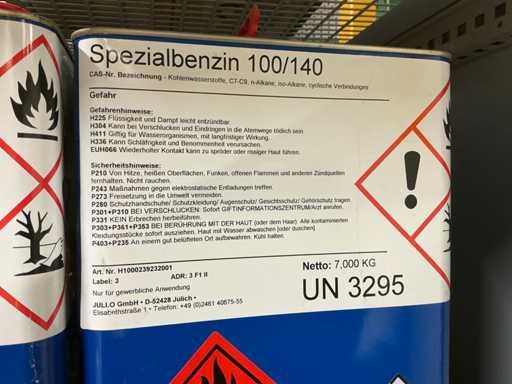 Spezialbenzin 100/140
CAS-Nr. Bezeichnung - Kohlenwasserstoffe, C7-C9, n-Alkane, iso-Alkane, cyclische Verbindungen
Gefahr
Gefahrenhinweise:
H225 Flüssigkeit und Dampf leicht entzündbar.
H304 Kann bei Verschlucken und Eindringen in die Atemwege tödlich sein.
H411 Giftig für Wasserorganismen, mit langfristiger Wirkung.
H336 Kann Schläfrigkeit und Benommenheit verursachen.
EUH066 Wiederholter Kontakt kann zu spröder oder rissiger Haut führen.
Sicherheitshinweise:
P210 Von Hitze, heißen Oberflächen, Funken, offenen Flammen und anderen Zündquellen
fernhalten. Nicht rauchen.
P243 Maßnahmen gegen elektrostatische Entladungen treffen.
P273 Freisetzung in die Umwelt vermeiden.
P280 Schutzhandschuhe/ Schutzkleidung/ Augenschutz/ Gesichtsschutz/ Gehörschutz tragen.
P301+P310 BEI VERSCHLUCKEN: Sofort GIFTINFORMATIONSZENTRUM/Arzt anrufen.
P331 KEIN Erbrechen herbeiführen.
P303+P361+P353 BEI BERÜHRUNG MIT DER HAUT (oder dem Haar): Alle kontaminierten
Kleidungsstücke sofort ausziehen. Haut mit Wasser abwaschen [oder duschen].
P403+P235 An einem gut belüfteten Ort aufbewahren. Kühl halten.
Art. Nr. H1000239232001
Label: 3 ADR: 3 F1 II
Netto: 7,000 KG
Nur für gewerbliche Anwendung
UN 3295
JULI.O GmbH • D-52428 Jülich •
Elisabthstraße 1 • Telefon: +49 (0)2461 40675-55